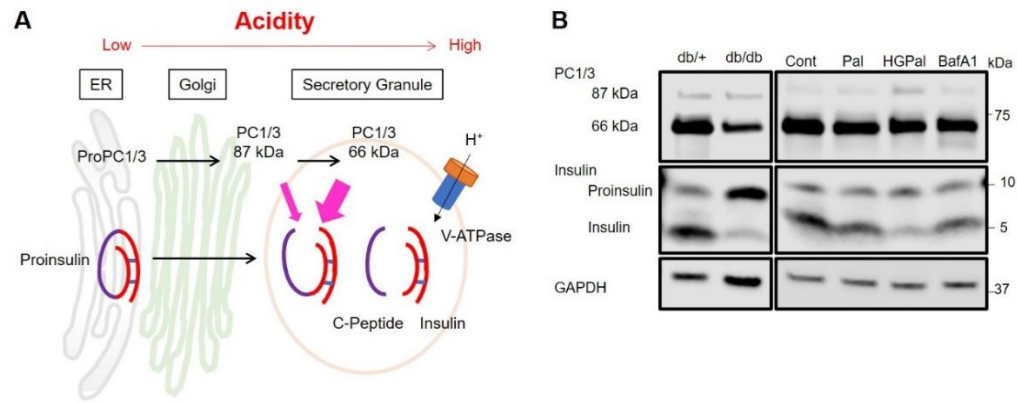 A
Acidity
Low
High
ER
Golgi
Secretory Granule
ProPC1/3
PC1/3
87 kDa
PC1/3
66 kDa
H+
V-ATPase
Proinsulin
C-Peptide
Insulin
B
db/+ db/db Cont Pal HGPal BafA1 kDa
PC1/3
87 kDa
66 kDa
75
Insulin
Proinsulin
10
Insulin
5
GAPDH
37